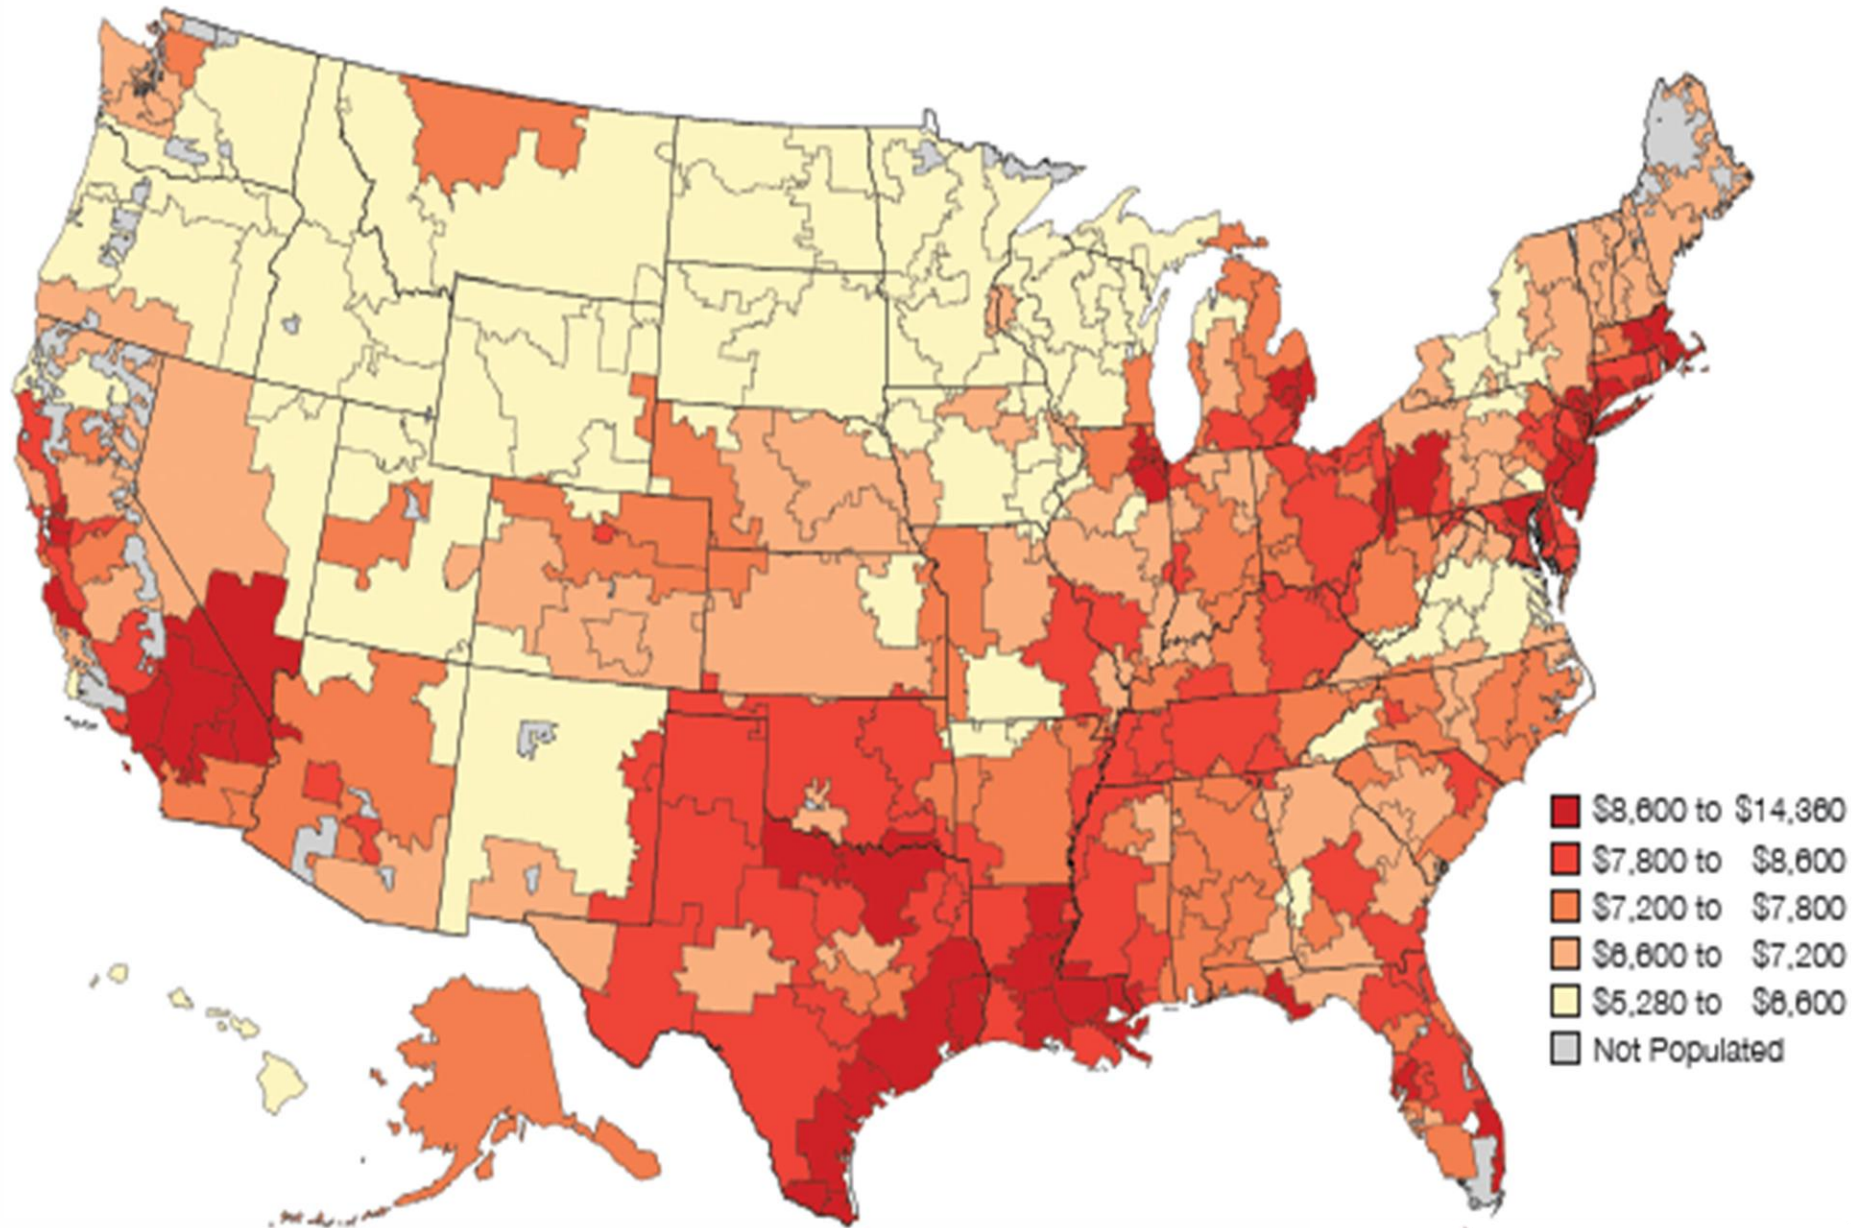 $8,600 to $14,360
$7,800 to $8,600
$7,200 to $7,800
$6,600 to $7,200
$5,280 to $6,600
Not Populated